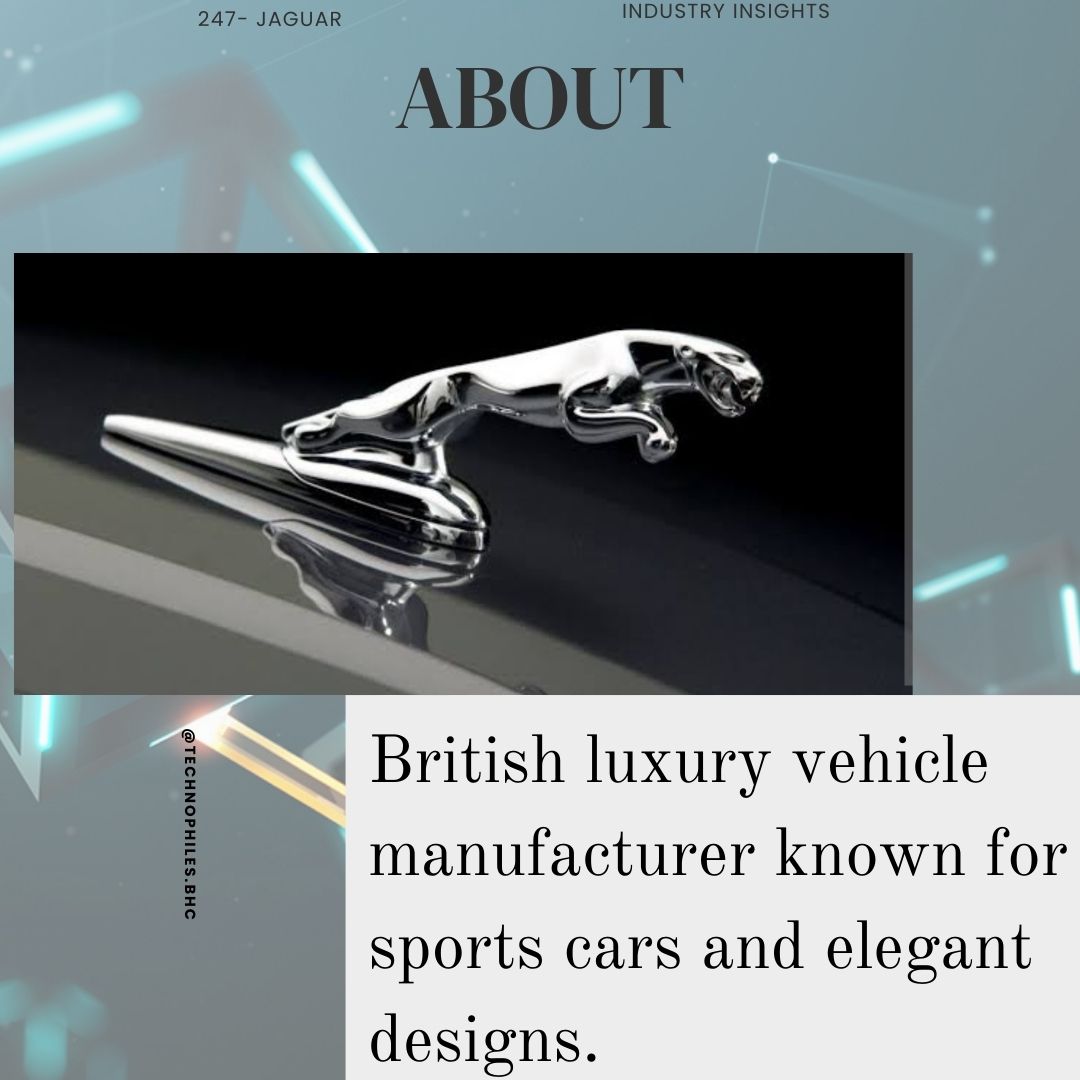 247- JAGUAR
INDUSTRY INSIGHTS
ABOUT
@TECHNOPHILES.BHC
British luxury vehicle
manufacturer known for
sports cars and elegant
designs.